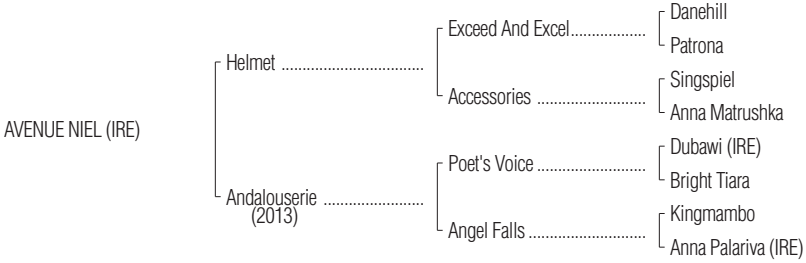 Danehill
Exceed And Excel..................
Patrona
Helmet ..................................
Singspiel
Accessories ..........................
Anna Matrushka
AVENUE NIEL (IRE)
Dubawi (IRE)
Poet's Voice ..........................
Bright Tiara
Andalouserie ........................
(2013)
Kingmambo
Angel Falls ............................
Anna Palariva (IRE)